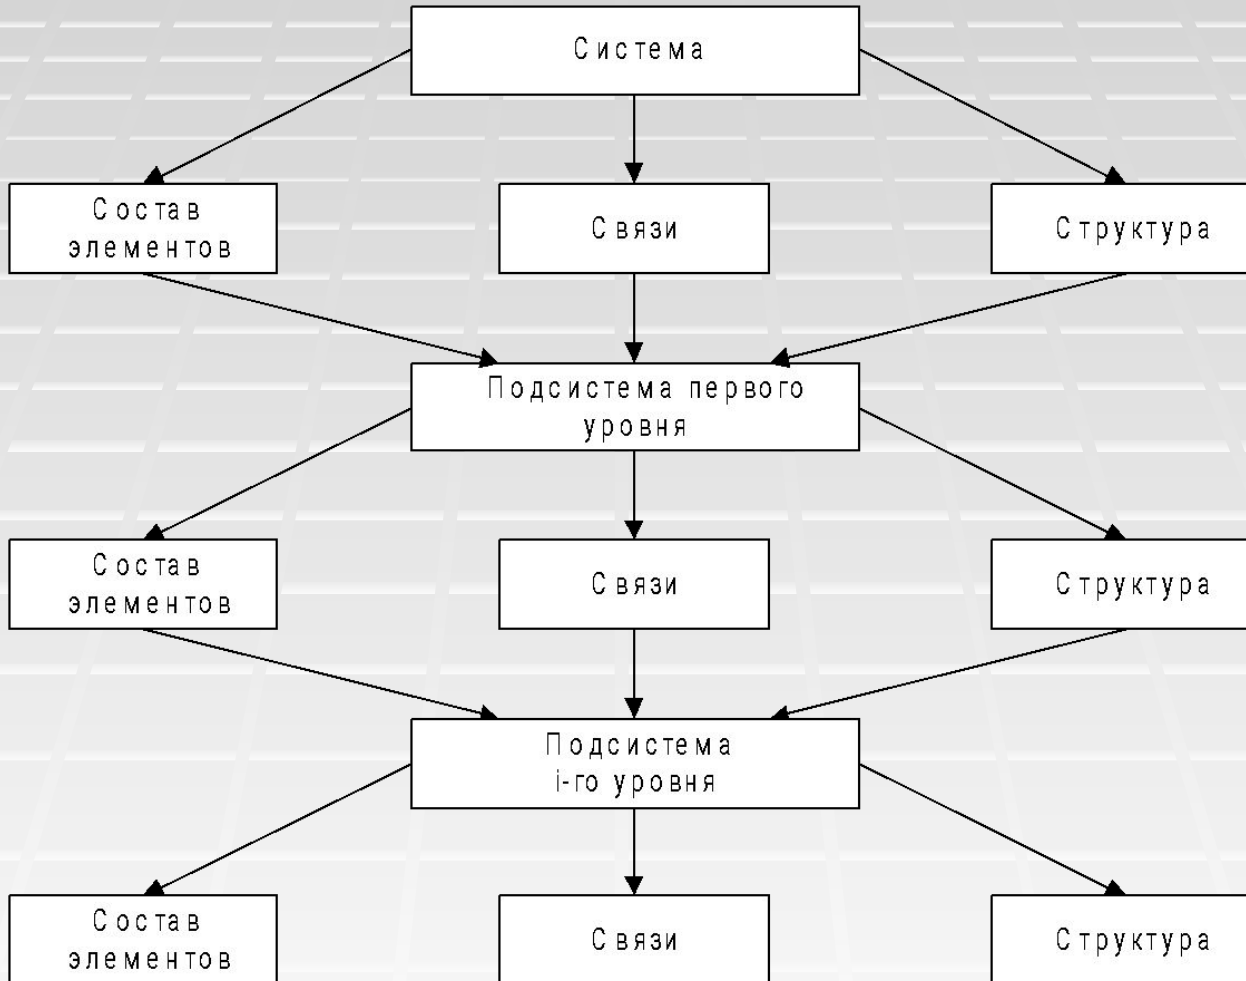 Система
Состав
элементов
Связи
Структура
Подсистема первого
уровня
Состав
элементов
Связи
Структура
Подсистема
i-го уровня
Состав
элементов
Связи
Структура